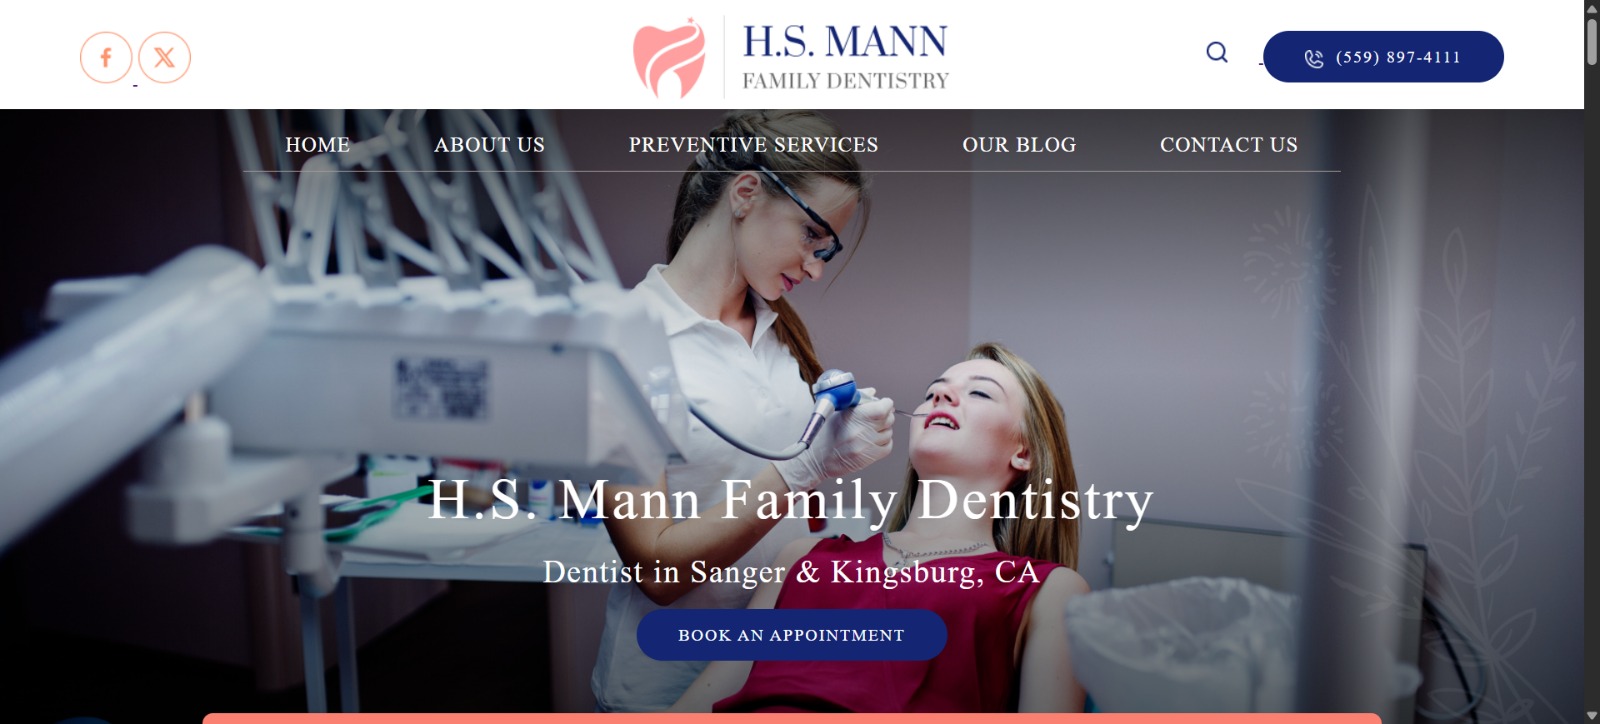 H.S. MANN
FAMILY DENTISTRY
(559) 897-4111
HOME ABOUT US PREVENTIVE SERVICES OUR BLOG CONTACT US
H.S. Mann Family Dentistry
Dentist in Sanger & Kingsburg, CA
BOOK AN APPOINTMENT